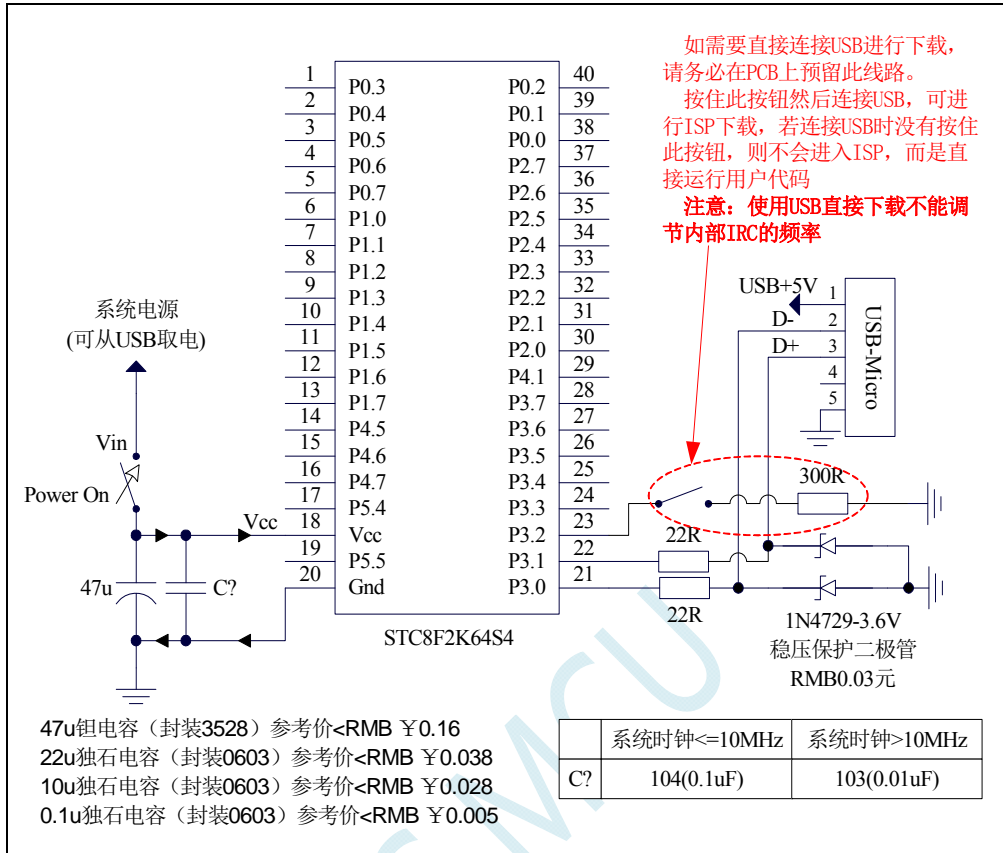 如需要直接连接USB进行下载，
请务必在PCB上预留此线路。
按住此按钮然后连接USB，可进
行ISP下载，若连接USB时没有按住
此按钮，则不会进入ISP，而是直
接运行用户代码
注意：使用USB直接下载不能调
节内部IRC的频率
1 P0.3 P0.2 40
2 P0.4 P0.1 39
3 P0.5 P0.0 38
4 P0.6 P2.7 37
5 P0.7 P2.6 36
6 P1.0 P2.5 35
7 P1.1 P2.4 34
8 P1.2 P2.3 33
9 P1.3 P2.2 32
10 P1.4 P2.1 31
11 P1.5 P2.0 30
12 P1.6 P4.1 29
13 P1.7 P3.7 28
14 P4.5 P3.6 27
15 P4.6 P3.5 26
16 P4.7 P3.4 25
17 P5.4 P3.3 24
18 Vcc P3.2 23
19 P5.5 P3.1 22
20 Gnd P3.0 21
STC8F2K64S4
系统电源
(可从USB取电)
Vin
Power On
Vcc
47u
C?
USB+5V 1
D- 2
D+ 3
4
5
USB-Micro
300R
22R
22R
1N4729-3.6V
稳压保护二极管
RMB0.03元
47u钽电容（封装3528）参考价<RMB ￥0.16
22u独石电容（封装0603）参考价<RMB ￥0.038
10u独石电容（封装0603）参考价<RMB ￥0.028
0.1u独石电容（封装0603）参考价<RMB ￥0.005
系统时钟<=10MHz 系统时钟>10MHz
C? 104(0.1uF) 103(0.01uF)
MCU